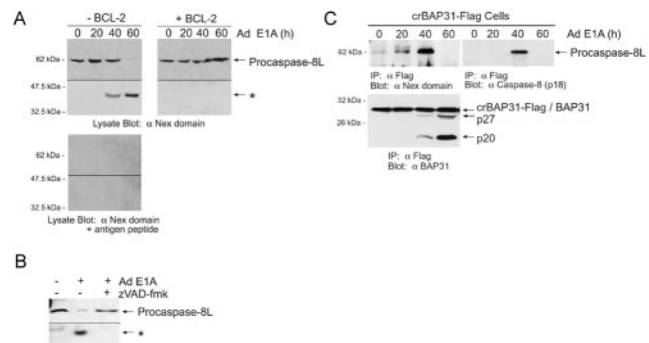 A
- BCL-2 + BCL-2
0 20 40 60 0 20 40 60 Ad E1A (h)
62 kDa - Procaspase-8L
47.5 kDa -
*
32.5 kDa -
Lysate Blot: α Nex domain
62 kDa -
47.5 kDa -
32.5 kDa -
Lysate Blot: α Nex domain
+ antigen peptide
B
- + + Ad E1A
- - + zVAD-fmk
Procaspase-8L
*
C
crBAP31-Flag Cells
0 20 40 60 0 20 40 60 Ad E1A (h)
62 kDa - Procaspase-8L
IP: α Flag IP: α Flag
Blot: α Nex domain Blot: α Caspase-8 (p18)
32 kDa -
crBAP31-Flag / BAP31
26 kDa - p27
p20
IP: α Flag
Blot: α BAP31